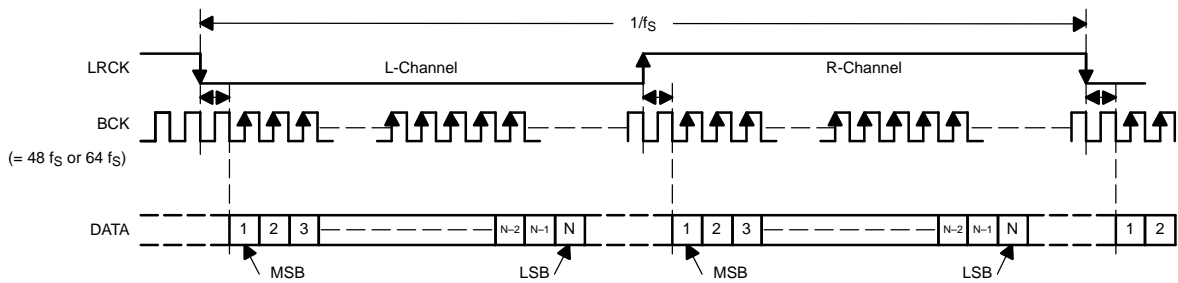 1/fS
LRCK
L-Channel
R-Channel
BCK
(= 48 fS or 64 fS)
DATA
1 2 3 N–2 N–1 N 1 2 3 N–2 N–1 N 1 2
MSB LSB MSB LSB